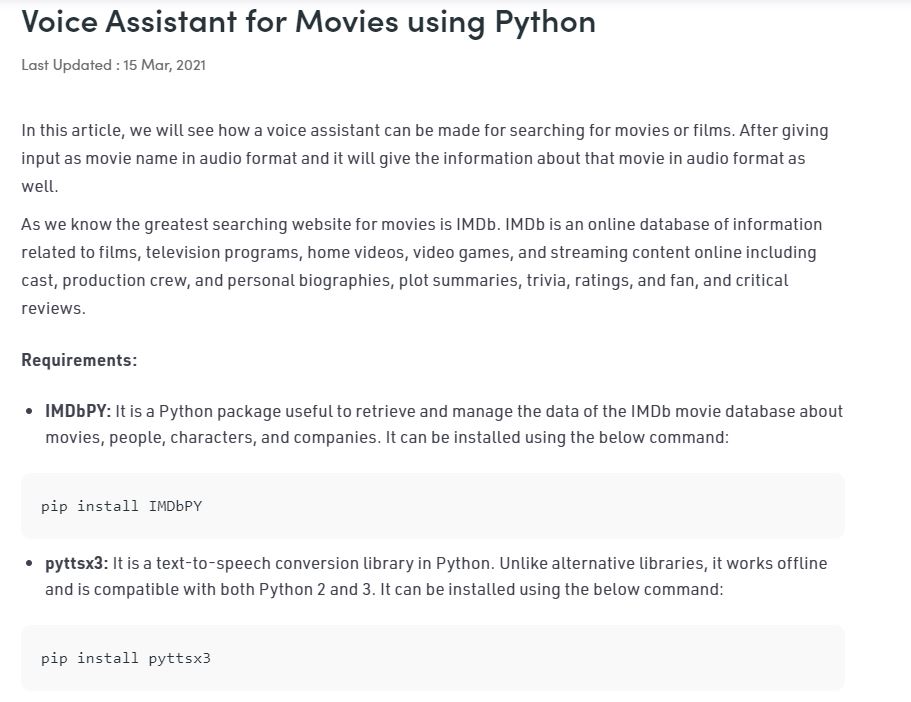 Voice Assistant for Movies using Python
Last Updated : 15 Mar, 2021
In this article, we will see how a voice assistant can be made for searching for movies or films. After giving
input as movie name in audio format and it will give the information about that movie in audio format as
well.
As we know the greatest searching website for movies is IMDb. IMDb is an online database of information
related to films, television programs, home videos, video games, and streaming content online including
cast, production crew, and personal biographies, plot summaries, trivia, ratings, and fan, and critical
reviews.
Requirements:
• IMDbPY: It is a Python package useful to retrieve and manage the data of the IMDb movie database about
movies, people, characters, and companies. It can be installed using the below command:
pip install IMDbPY
• pyttsx3: It is a text-to-speech conversion library in Python. Unlike alternative libraries, it works offline
and is compatible with both Python 2 and 3. It can be installed using the below command:
pip install pyttsx3